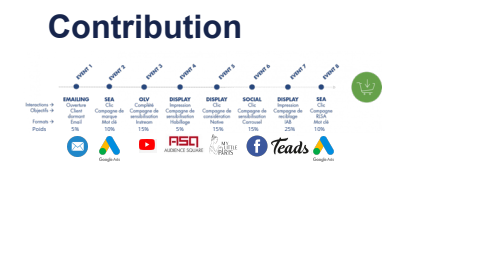 Contribution
EVENT 1 EVENT 2 EVENT 3 EVENT 4 EVENT 5 EVENT 6 EVENT 7 EVENT 8
EMAILING SEA OLV DISPLAY DISPLAY SOCIAL DISPLAY SEA
Interactions → Ouverture Clic Complété Impression Clic Clic Impression Clic
Objectifs → Client dormant Campagne de marque Campagne de sensibilisation Campagne de sensibilisation Campagne de considération Campagne de sensibilisation Campagne de reciblage Campagne RLSA
Formats → Email Mot clé Instream Habillage Native Carrousel IAB Mot clé
Poids 5% 10% 15% 5% 15% 15% 25% 10%
Google Ads
ASQ
AUDIENCE SQUARE
MY LITTLE PARIS
f
Teads
Google Ads